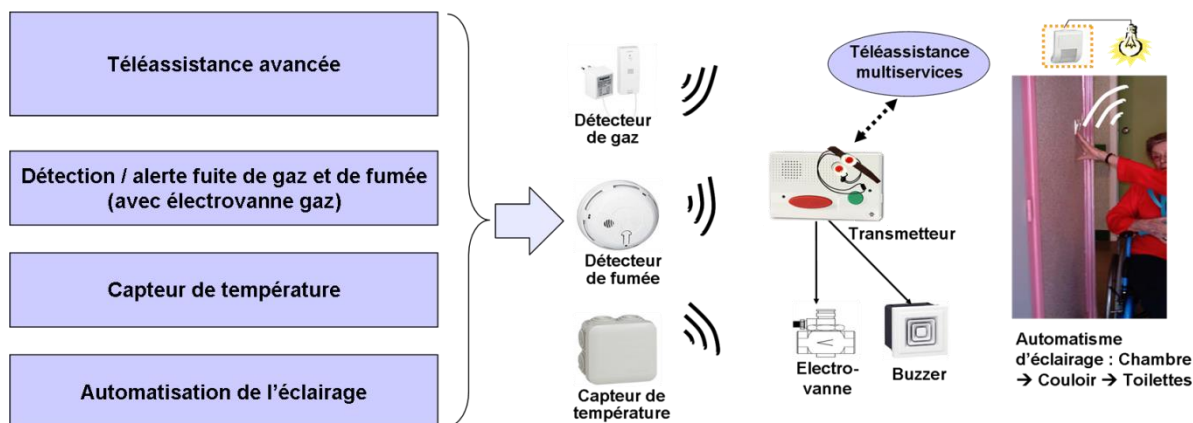 Téléassistance avancée
Détection / alerte fuite de gaz et de fumée
(avec électrovanne gaz)
Capteur de température
Automatisation de l’éclairage
Détecteur
de gaz
Détecteur
de fumée
Capteur de
température
Téléassistance
multiservices
Transmetteur
Electro-
vanne
Buzzer
Automatisme
d’éclairage : Chambre
→ Couloir → Toilettes